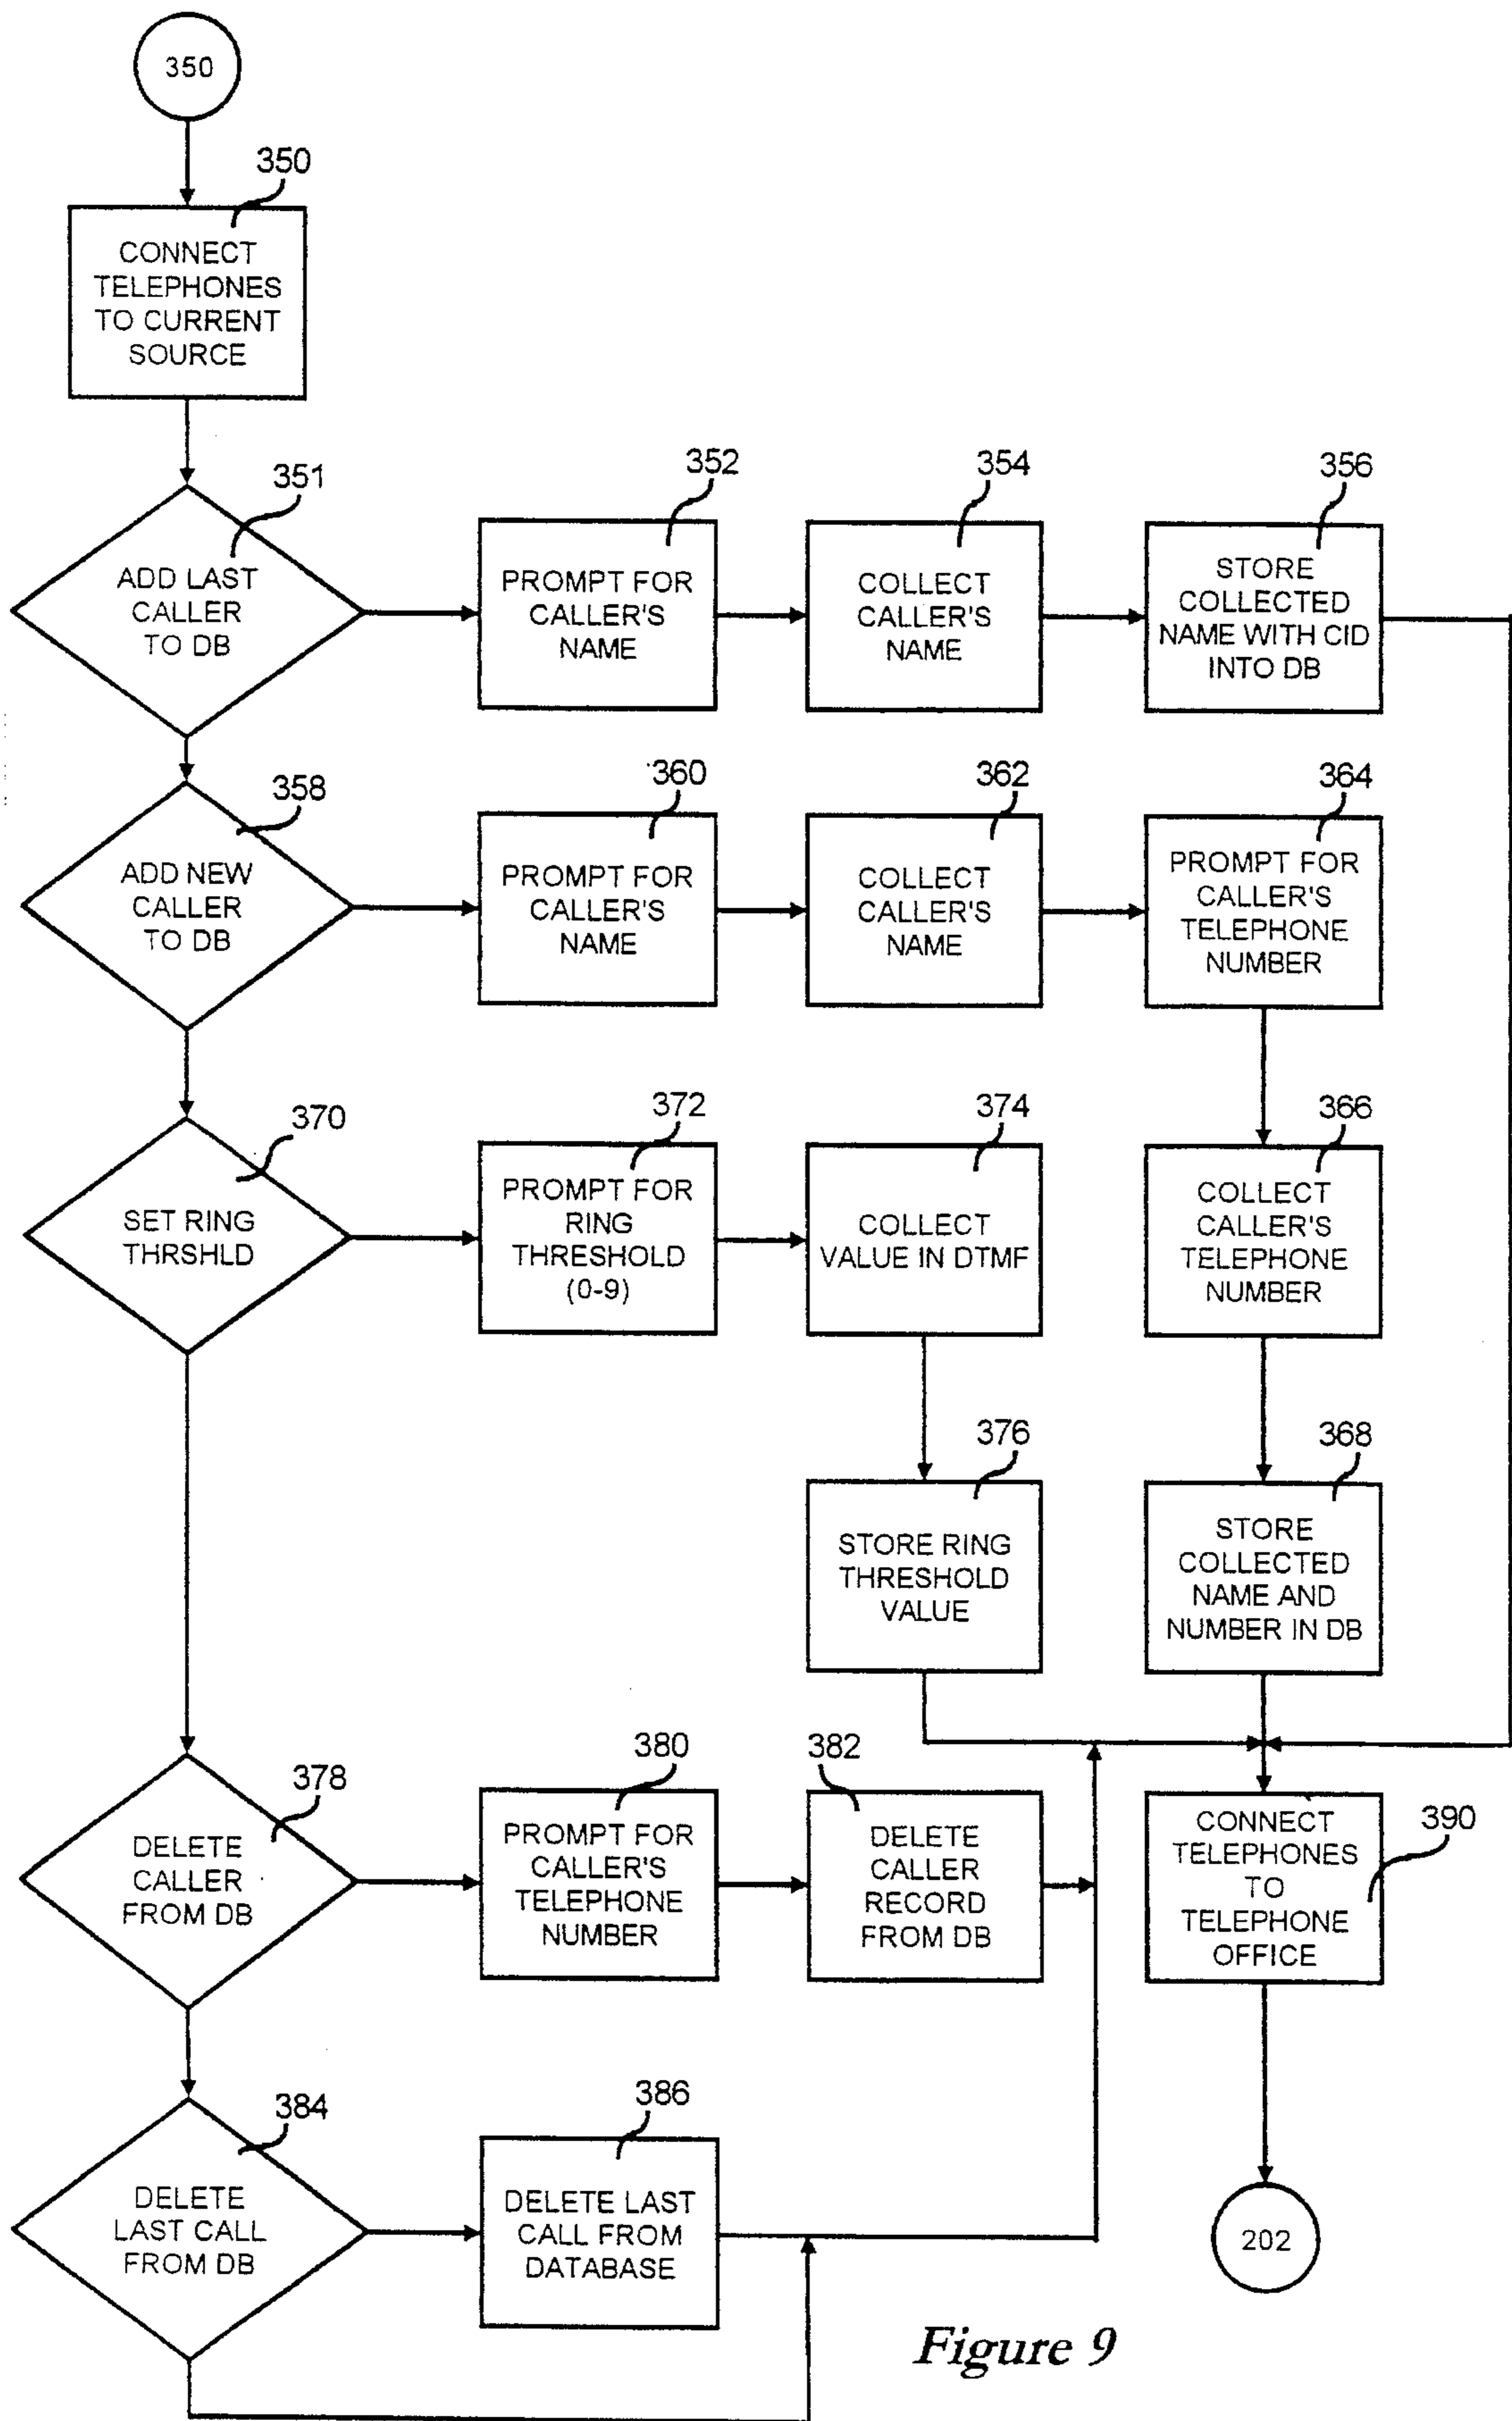 350
350
CONNECT
TELEPHONES
TO CURRENT
SOURCE
351
ADD LAST
CALLER
TO DB
352
PROMPT FOR
CALLER'S
NAME
354
COLLECT
CALLER'S
NAME
356
STORE
COLLECTED
NAME WITH CID
INTO DB
358
ADD NEW
CALLER
TO DB
360
PROMPT FOR
CALLER'S
NAME
362
COLLECT
CALLER'S
NAME
364
PROMPT FOR
CALLER'S
TELEPHONE
NUMBER
370
SET RING
THRSHLD
372
PROMPT FOR
RING
THRESHOLD
(0-9)
374
COLLECT
VALUE IN DTMF
366
COLLECT
CALLER'S
TELEPHONE
NUMBER
376
STORE RING
THRESHOLD
VALUE
368
STORE
COLLECTED
NAME AND
NUMBER IN DB
378
DELETE
CALLER
FROM DB
380
PROMPT FOR
CALLER'S
TELEPHONE
NUMBER
382
DELETE
CALLER
RECORD
FROM DB
390
CONNECT
TELEPHONES
TO
TELEPHONE
OFFICE
384
DELETE
LAST CALL
FROM DB
386
DELETE LAST
CALL FROM
DATABASE
202
Figure 9